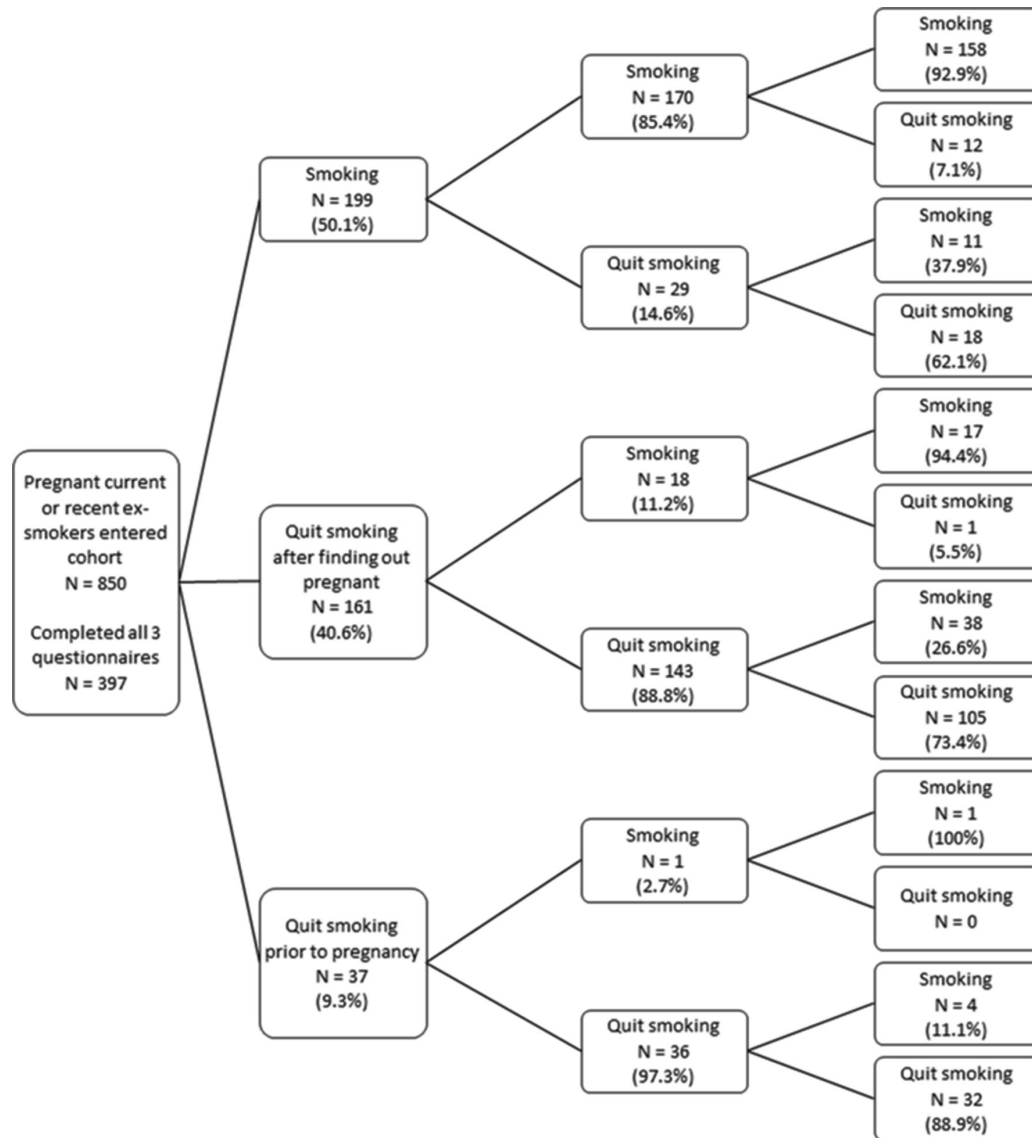 Pregnant current
or recent ex-
smokers entered
cohort
N = 850
Completed all 3
questionnaires
N = 397
Smoking
N = 199
(50.1%)
Quit smoking
after finding out
pregnant
N = 161
(40.6%)
Quit smoking
prior to pregnancy
N = 37
(9.3%)
Smoking
N = 170
(85.4%)
Quit smoking
N = 29
(14.6%)
Smoking
N = 18
(11.2%)
Quit smoking
N = 143
(88.8%)
Smoking
N = 1
(2.7%)
Quit smoking
N = 36
(97.3%)
Smoking
N = 158
(92.9%)
Quit smoking
N = 12
(7.1%)
Smoking
N = 11
(37.9%)
Quit smoking
N = 18
(62.1%)
Smoking
N = 17
(94.4%)
Quit smoking
N = 1
(5.5%)
Smoking
N = 38
(26.6%)
Quit smoking
N = 105
(73.4%)
Smoking
N = 1
(100%)
Quit smoking
N = 0
Smoking
N = 4
(11.1%)
Quit smoking
N = 32
(88.9%)